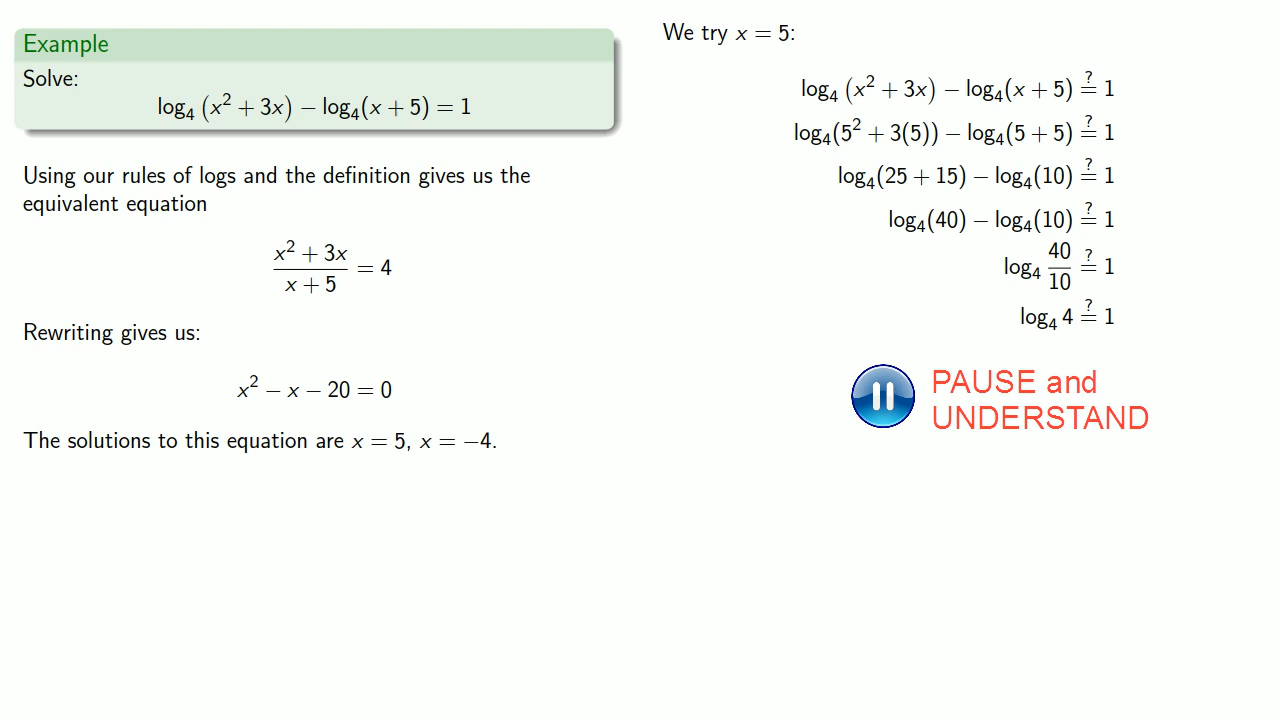 Example
Solve:
log₄ (x² + 3x) − log₄(x + 5) = 1
Using our rules of logs and the definition gives us the
equivalent equation
x² + 3x
x + 5
= 4
Rewriting gives us:
x² − x − 20 = 0
The solutions to this equation are x = 5, x = −4.
We try x = 5:
log₄ (x² + 3x) − log₄(x + 5) ≟ 1
log₄(5² + 3(5)) − log₄(5 + 5) ≟ 1
log₄(25 + 15) − log₄(10) ≟ 1
log₄(40) − log₄(10) ≟ 1
log₄ 40/10 ≟ 1
log₄ 4 ≟ 1
PAUSE and
UNDERSTAND